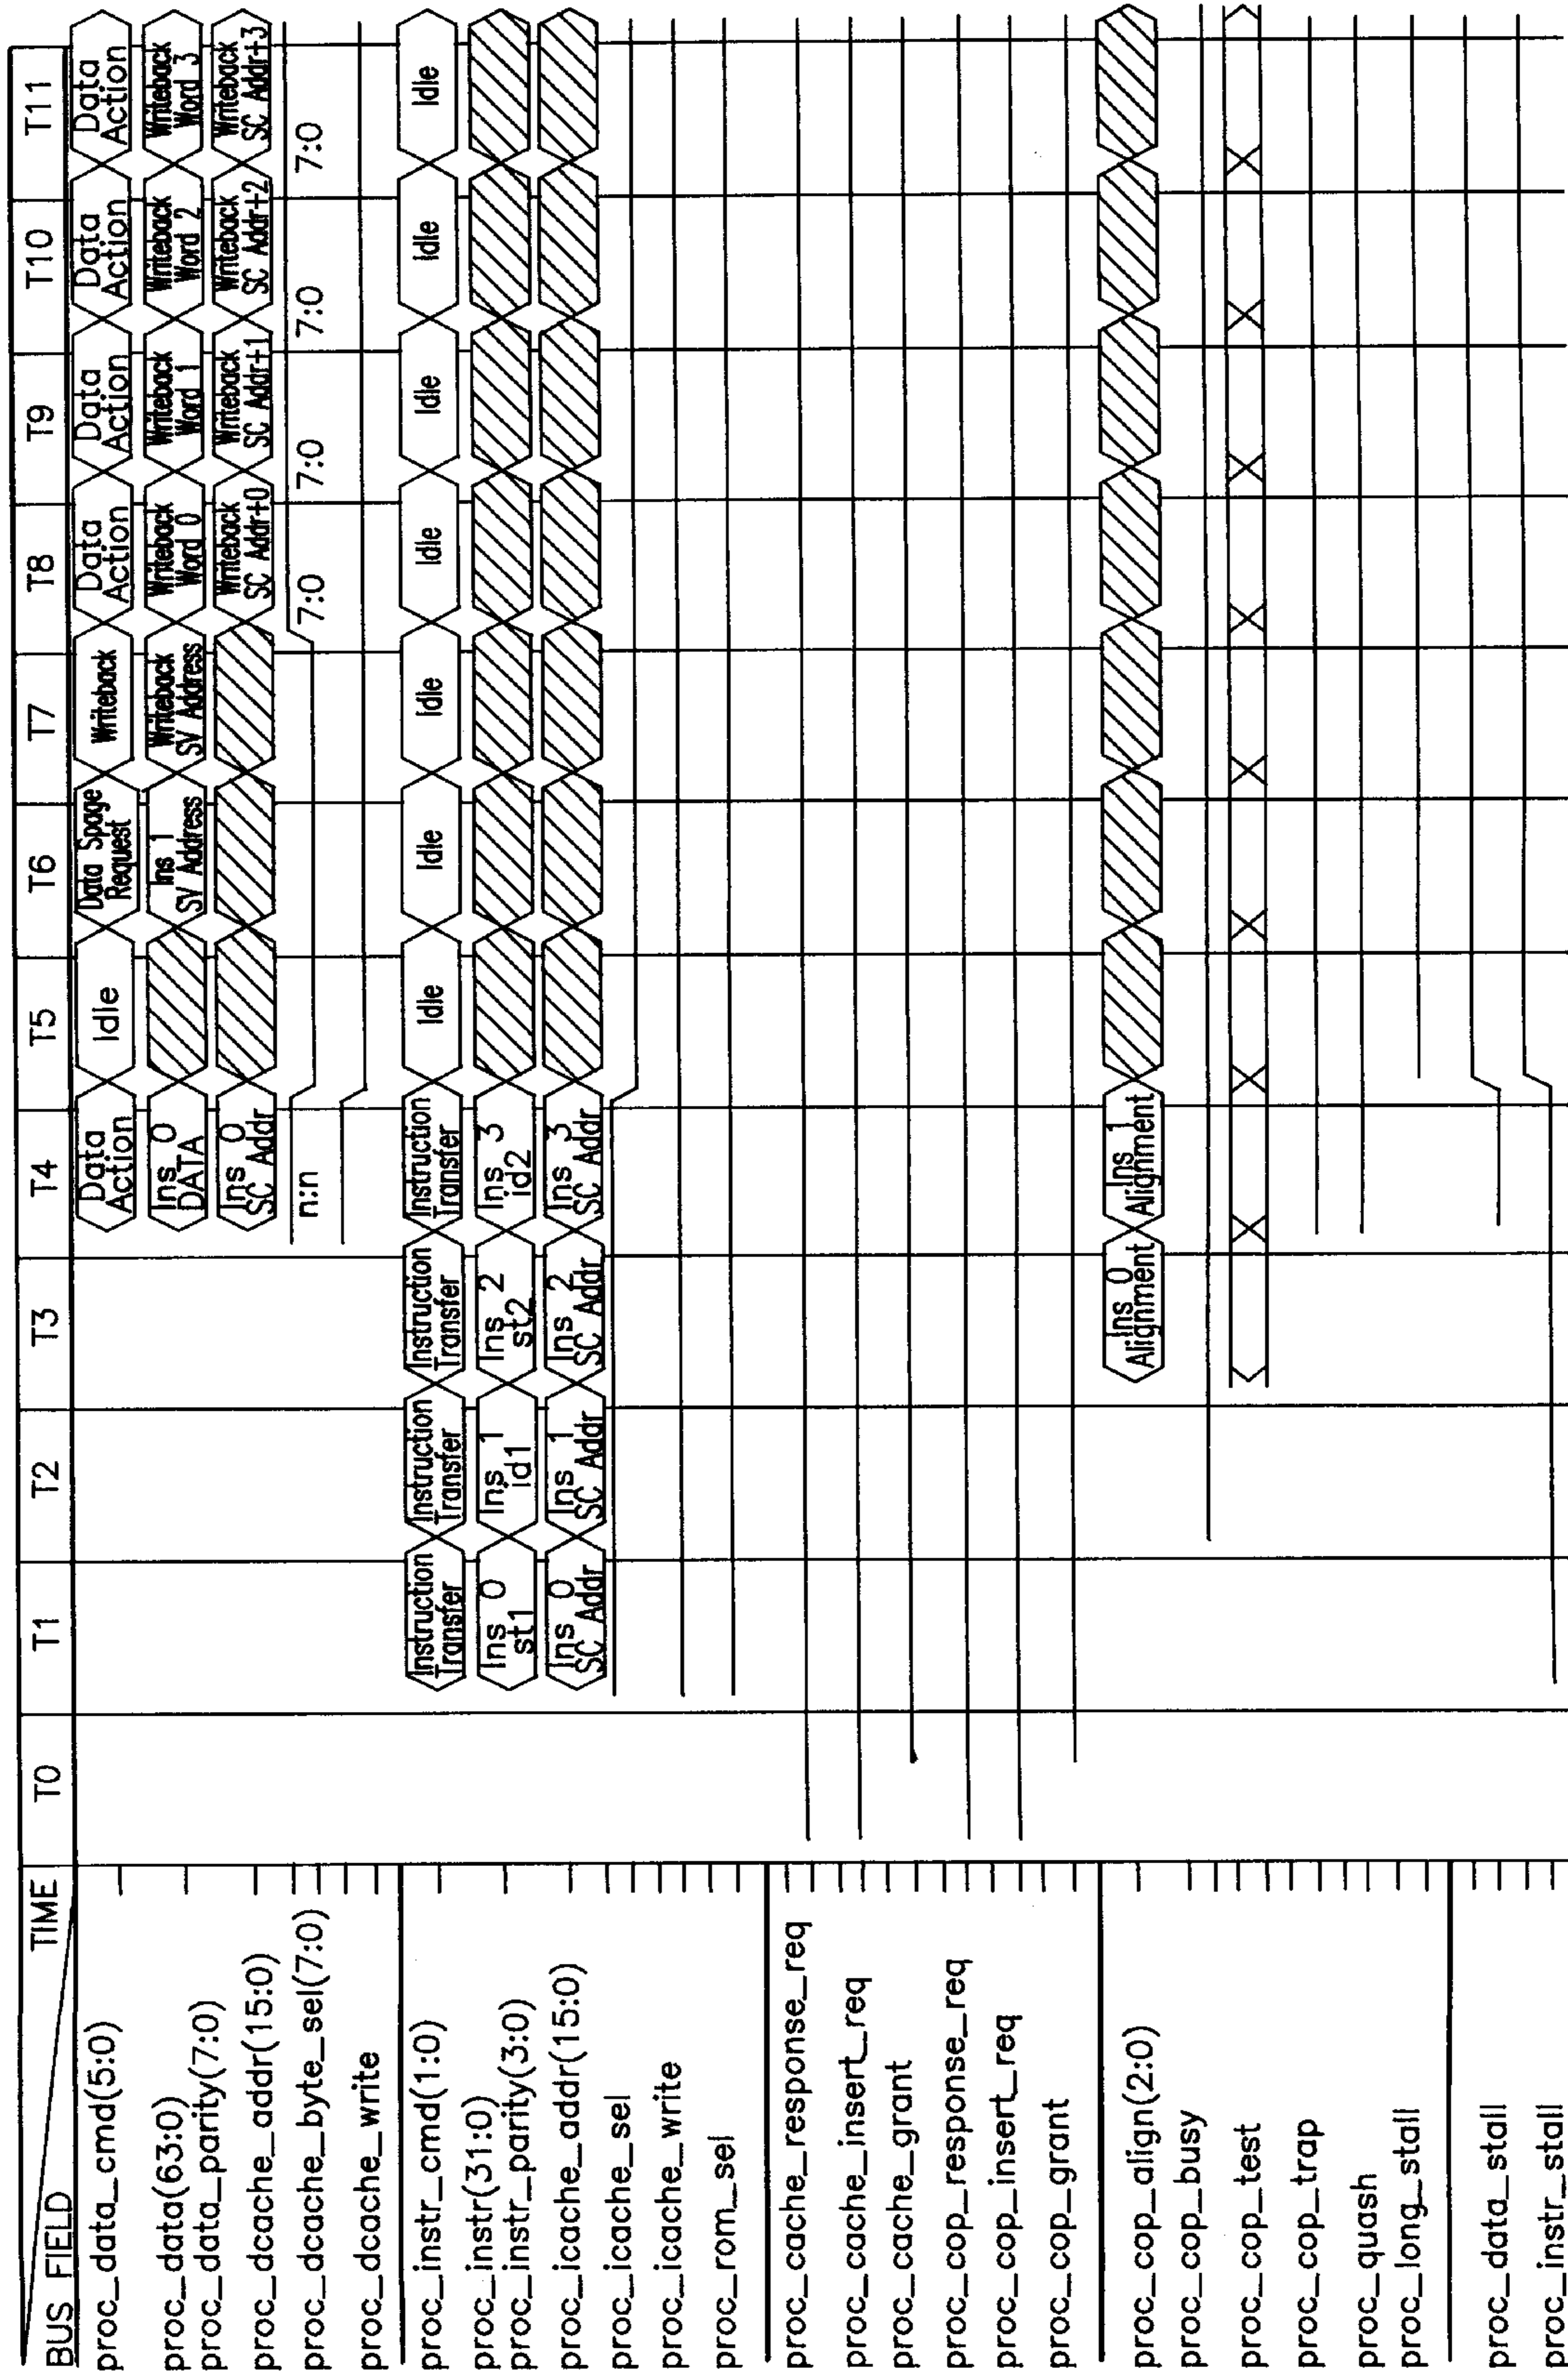 BUS FIELD TIME T0 T1 T2 T3 T4 T5 T6 T7 T8 T9 T10 T11
proc_data_cmd(5:0) Data Action Idle Data Spage Request Writeback Data Action Data Action Data Action Data Action
proc_data(63:0)
proc_data_parity(7:0) Ins 0 DATA Ins 1 SV Address Writeback SV Address Writeback Word 0 Writeback Word 1 Writeback Word 2 Writeback Word 3
proc_dcache_addr(15:0) Ins 0 SC Addr Writeback SC Addr+0 Writeback SC Addr+1 Writeback SC Addr+2 Writeback SC Addr+3
proc_dcache_byte_sel(7:0) n:n 7:0 7:0 7:0 7:0
proc_dcache_write
proc_instr_cmd(1:0) Instruction Transfer Instruction Transfer Instruction Transfer Instruction Transfer Idle Idle Idle Idle Idle Idle Idle
proc_instr(31:0)
proc_instr_parity(3:0) Ins 0 st1 Ins 1 id1 Ins 2 st2 Ins 3 id2
proc_icache_addr(15:0) Ins 0 SC Addr Ins 1 SC Addr Ins 2 SC Addr Ins 3 SC Addr
proc_icache_sel
proc_icache_write
proc_rom_sel
proc_cache_response_req
proc_cache_insert_req
proc_cache_grant
proc_cop_response_req
proc_cop_insert_req
proc_cop_grant
proc_cop_align(2:0) Ins 0 Alignment Ins 1 Alignment
proc_cop_busy
proc_cop_test
proc_cop_trap
proc_quash
proc_long_stall
proc_data_stall
proc_instr_stall